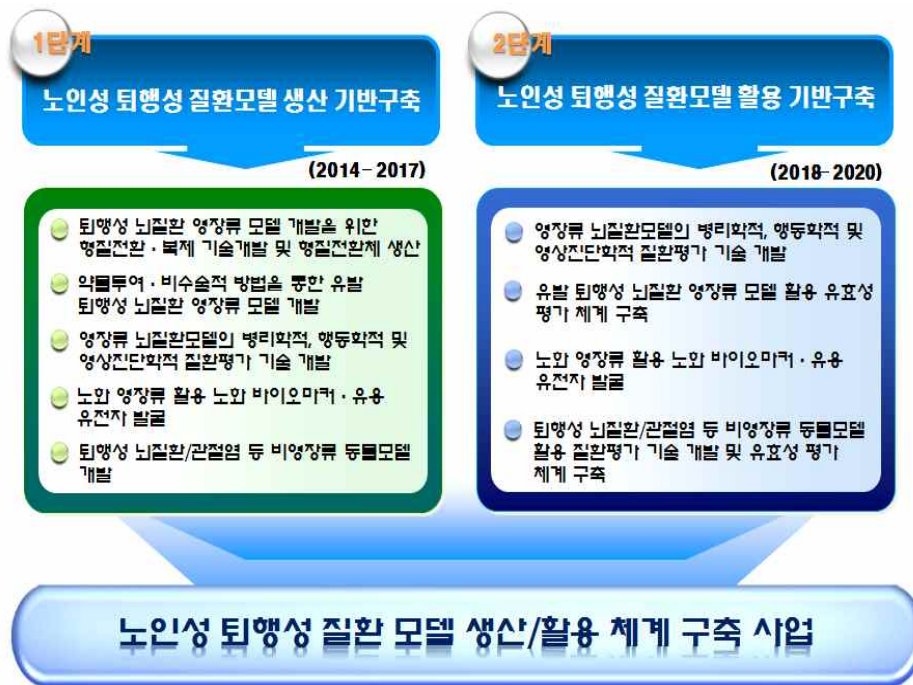 1단계
노인성 퇴행성 질환모델 생산 기반구축
(2014-2017)
퇴행성 뇌질환 영장류 모델 개발을 위한
형질전환·복제 기술개발 및 형질전환체 생산
약물투여·비수술적 방법을 통한 유발
퇴행성 뇌질환 영장류 모델 개발
영장류 뇌질환모델의 병리학적, 행동학적 및
영상진단학적 질환평가 기술 개발
노화 영장류 활용 노화 바이오마커·유용
유전자 발굴
퇴행성 뇌질환/관절염 등 비영장류 동물모델
개발
2단계
노인성 퇴행성 질환모델 활용 기반구축
(2018-2020)
영장류 뇌질환모델의 병리학적, 행동학적 및
영상진단학적 질환평가 기술 개발
유발 퇴행성 뇌질환 영장류 모델 활용 유효성
평가 체계 구축
노화 영장류 활용 노화 바이오마커·유용
유전자 발굴
퇴행성 뇌질환/관절염 등 비영장류 동물모델
활용 질환평가 기술 개발 및 유효성 평가
체계 구축
노인성 퇴행성 질환 모델 생산/활용 체계 구축 사업